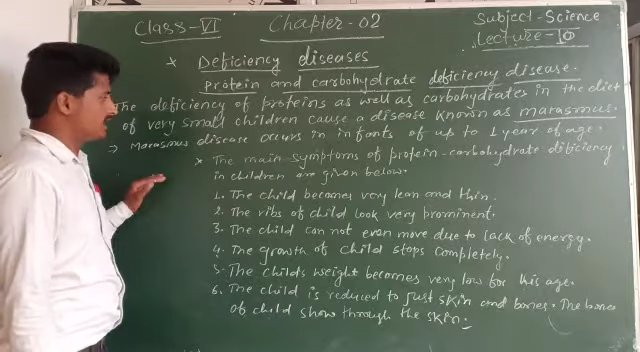 Class-VI
Chapter-02
Subject-Science
Lecture-10
* Deficiency diseases
Protein and carbohydrate deficiency disease.
The deficiency of proteins as well as carbohydrates in the diet
of very small children cause a disease known as marasmus.
→ Marasmus disease occurs in infants of up to 1 year of age.
* The main symptoms of protein-carbohydrate dificiency
in children are given below.
1. The child becomes very lean and thin.
2. The ribs of child look very prominent.
3. The child can not even move due to lack of energy.
4. The growth of child stops completely.
5. The child's weight becomes very low for his age.
6. The child is reduced to just skin and bones. The bones
of child show through the skin.